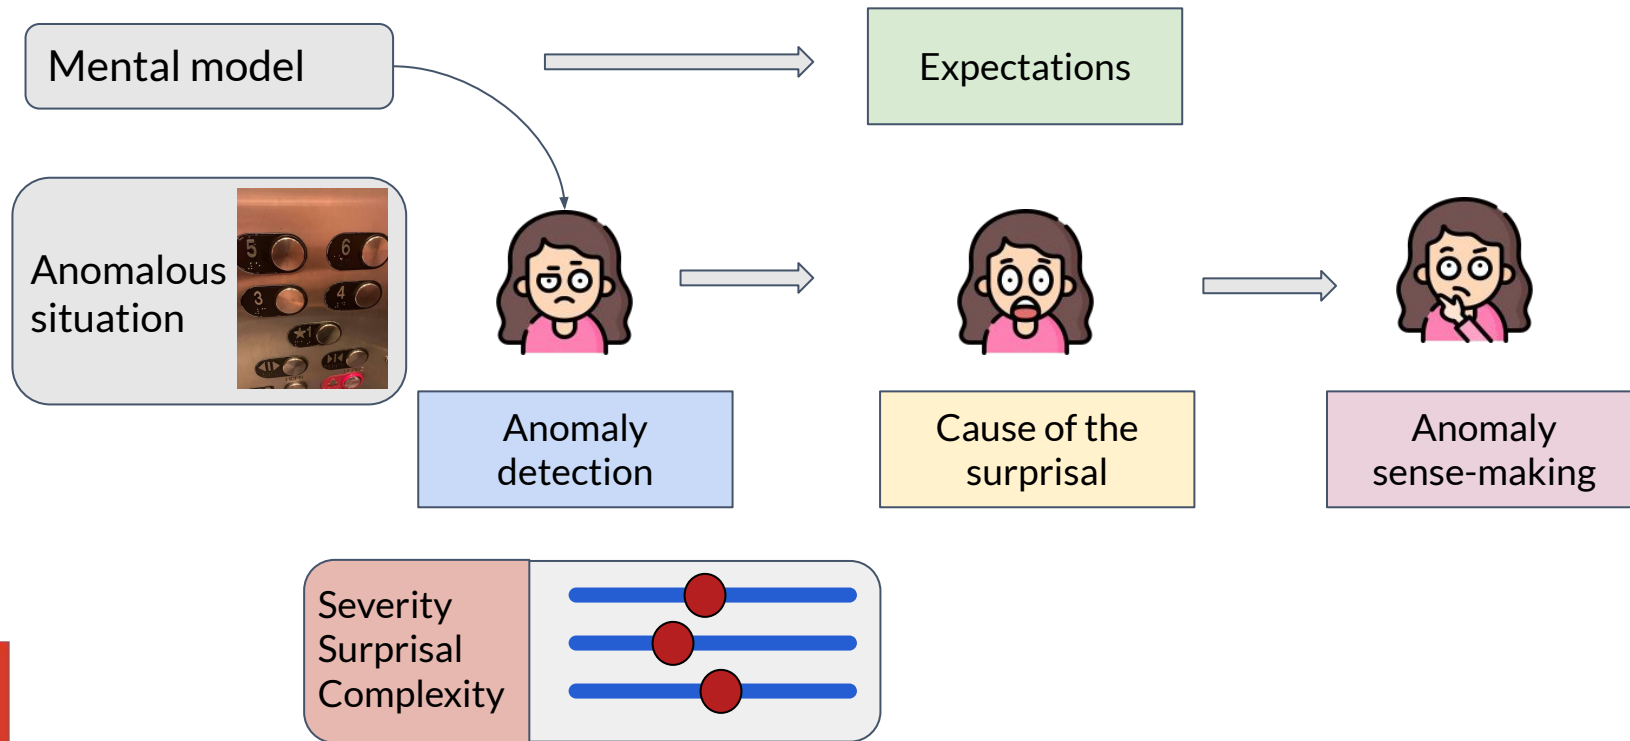 Mental model
Expectations
Anomalous
situation
5
6
3
4
★1
Anomaly
detection
Cause of the
surprisal
Anomaly
sense-making
Severity
Surprisal
Complexity